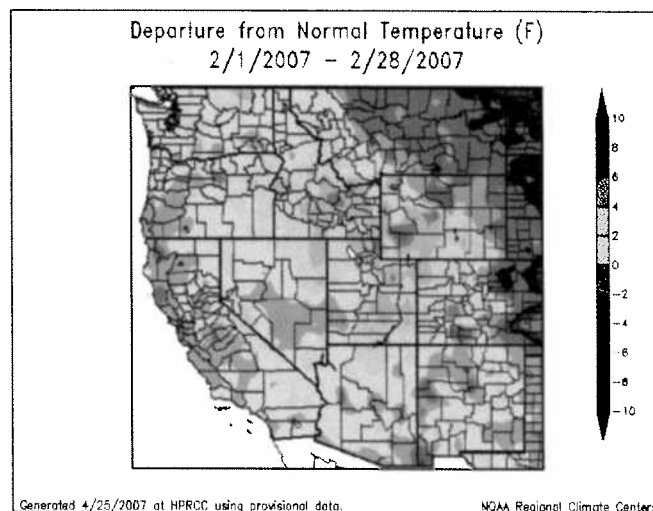 Departure from Normal Temperature (F)
2/1/2007 - 2/28/2007
10
8
6
4
2
0
-2
-4
-6
-8
-10
Generated 4/25/2007 at HPRCC using provisional data.
NOAA Regional Climate Centers